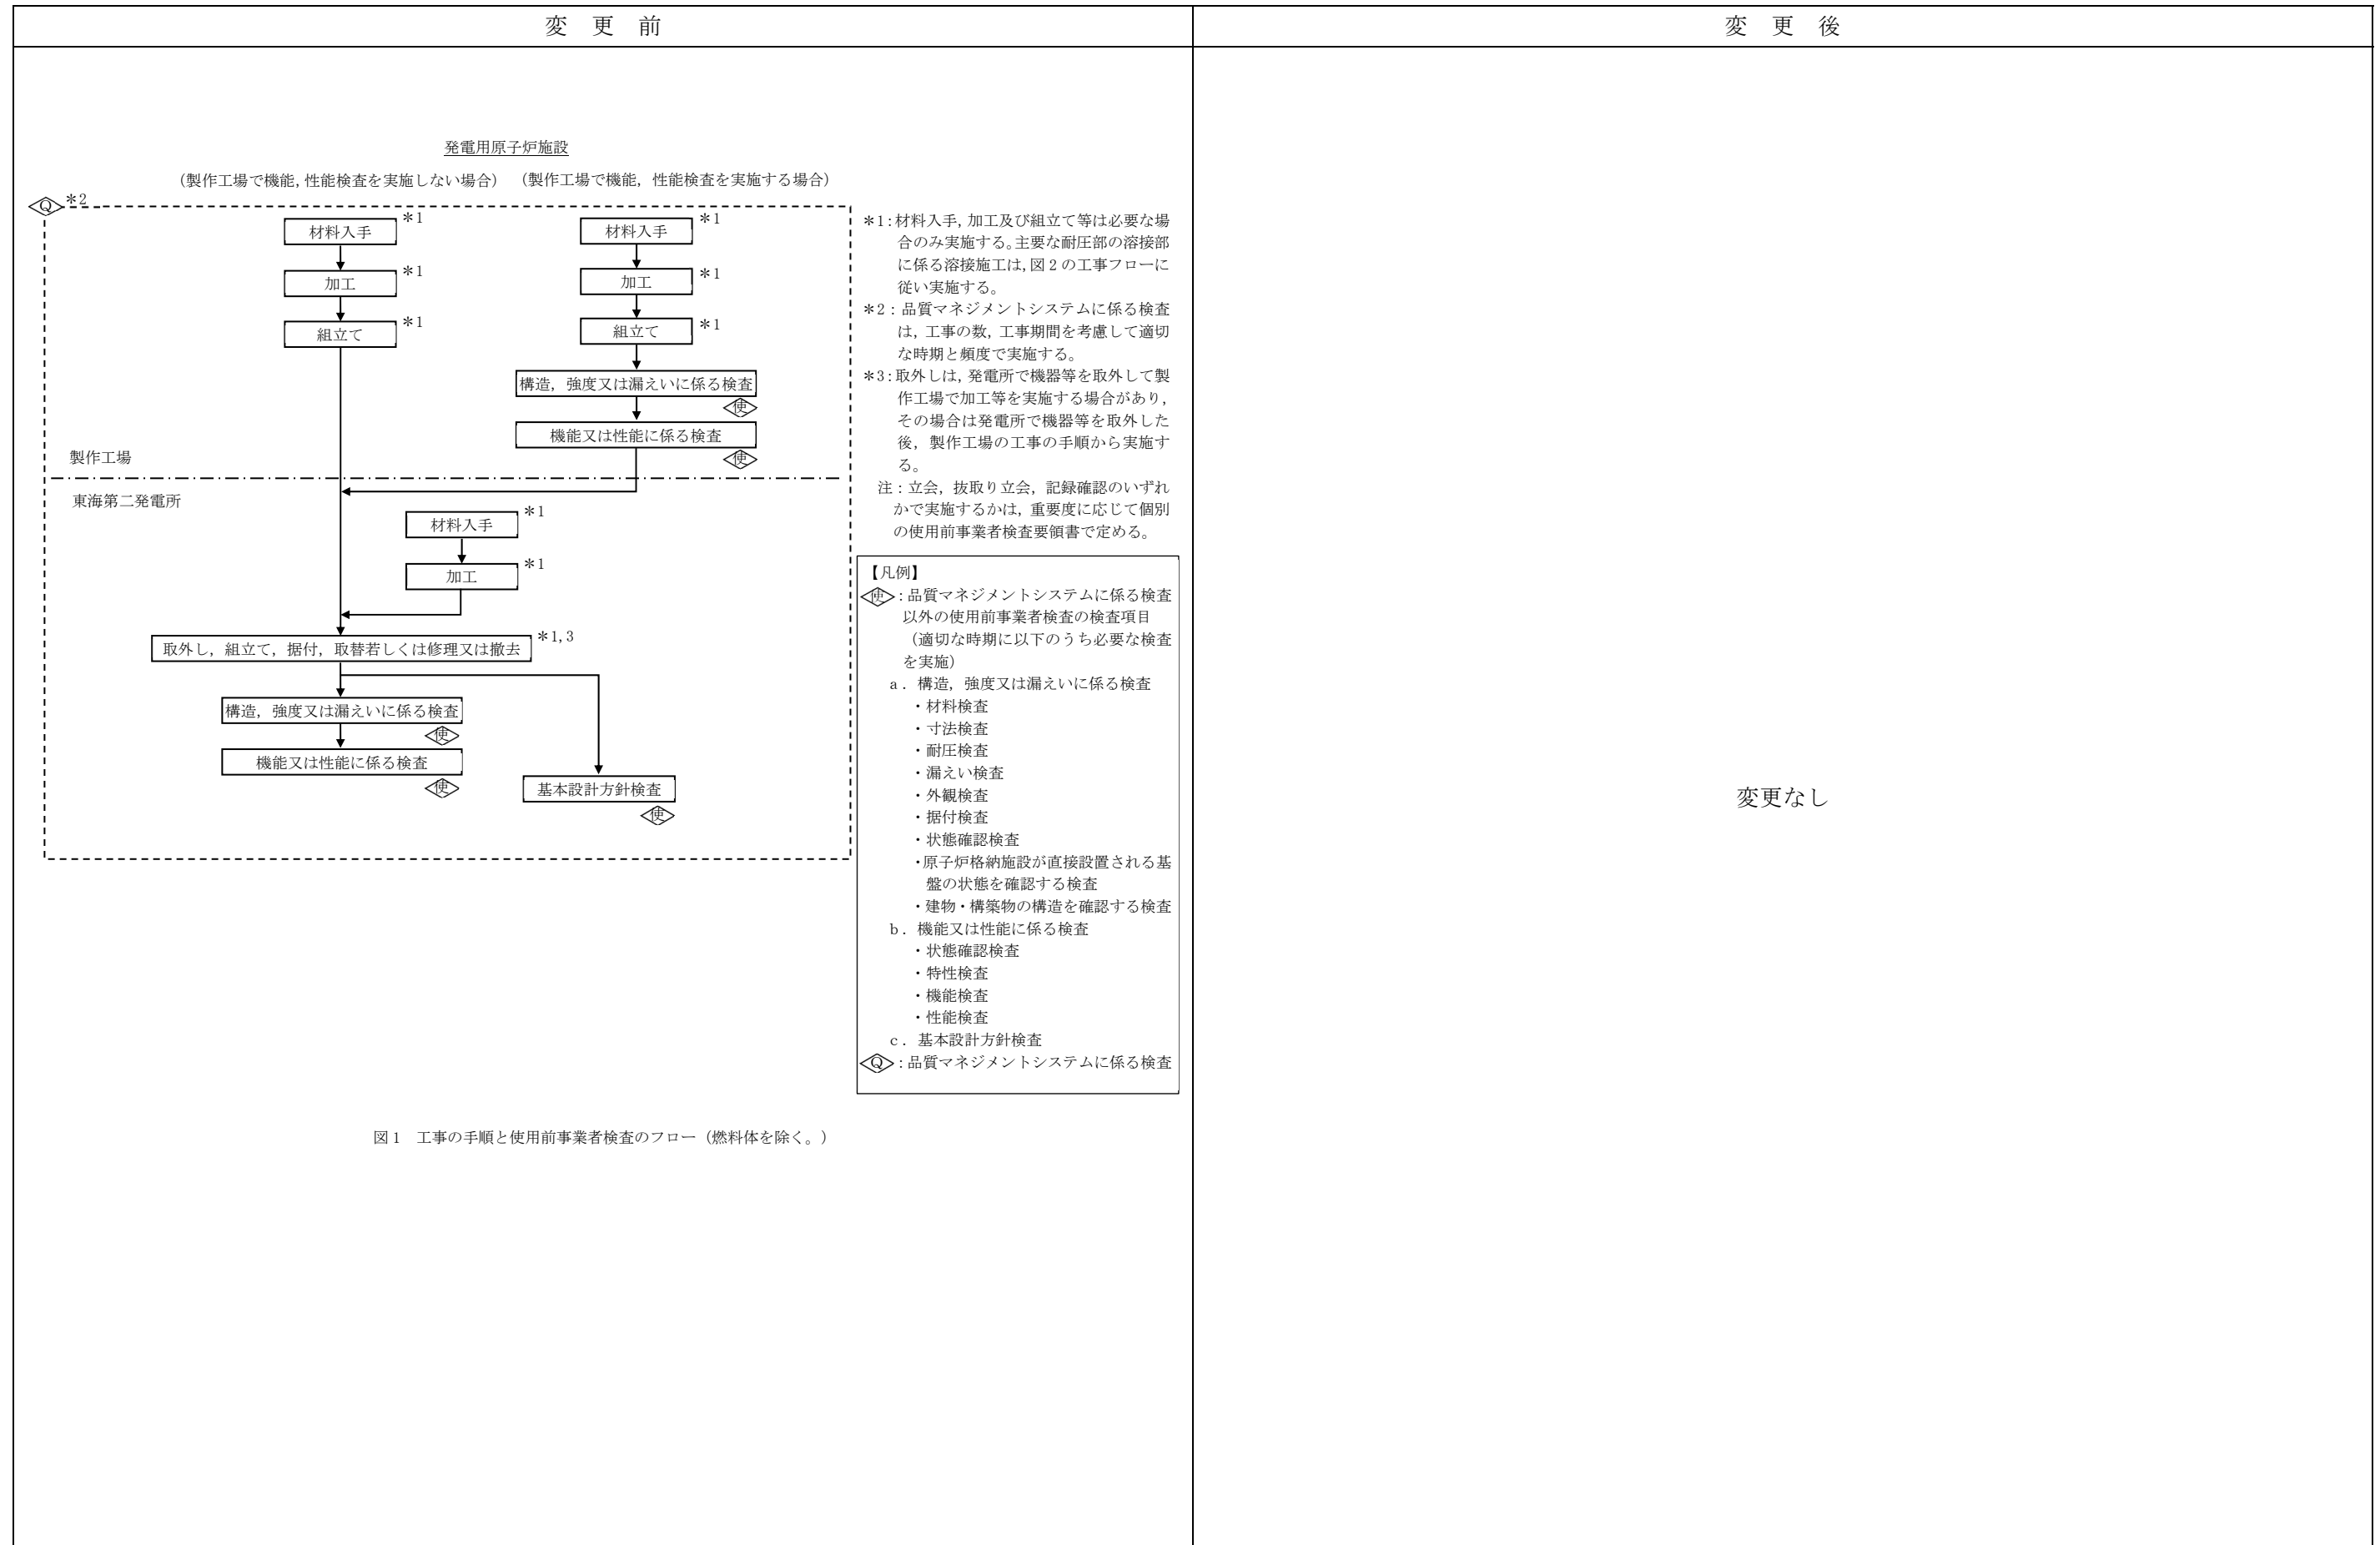 変　更　前
変　更　後
発電用原子炉施設
（製作工場で機能，性能検査を実施しない場合）
（製作工場で機能，性能検査を実施する場合）
Q
＊2
材料入手
＊1
加工
＊1
組立て
＊1
材料入手
＊1
加工
＊1
組立て
＊1
構造，強度又は漏えいに係る検査
使
機能又は性能に係る検査
使
製作工場
東海第二発電所
材料入手
＊1
加工
＊1
取外し，組立て，据付，取替若しくは修理又は撤去
＊1,3
構造，強度又は漏えいに係る検査
使
機能又は性能に係る検査
使
基本設計方針検査
使
＊1：材料入手，加工及び組立て等は必要な場
合のみ実施する。主要な耐圧部の溶接部
に係る溶接施工は，図２の工事フローに
従い実施する。
＊2：品質マネジメントシステムに係る検査
は，工事の数，工事期間を考慮して適切
な時期と頻度で実施する。
＊3：取外しは，発電所で機器等を取外して製
作工場で加工等を実施する場合があり，
その場合は発電所で機器等を取外した
後，製作工場の工事の手順から実施す
る。
注：立会，抜取り立会，記録確認のいずれ
かで実施するかは，重要度に応じて個別
の使用前事業者検査要領書で定める。
【凡例】
使：品質マネジメントシステムに係る検査
以外の使用前事業者検査の検査項目
（適切な時期に以下のうち必要な検査
を実施）
a．構造，強度又は漏えいに係る検査
・材料検査
・寸法検査
・耐圧検査
・漏えい検査
・外観検査
・据付検査
・状態確認検査
・原子炉格納施設が直接設置される基
盤の状態を確認する検査
・建物・構築物の構造を確認する検査
b．機能又は性能に係る検査
・状態確認検査
・特性検査
・機能検査
・性能検査
c．基本設計方針検査
Q：品質マネジメントシステムに係る検査
図１　工事の手順と使用前事業者検査のフロー（燃料体を除く。）
変更なし